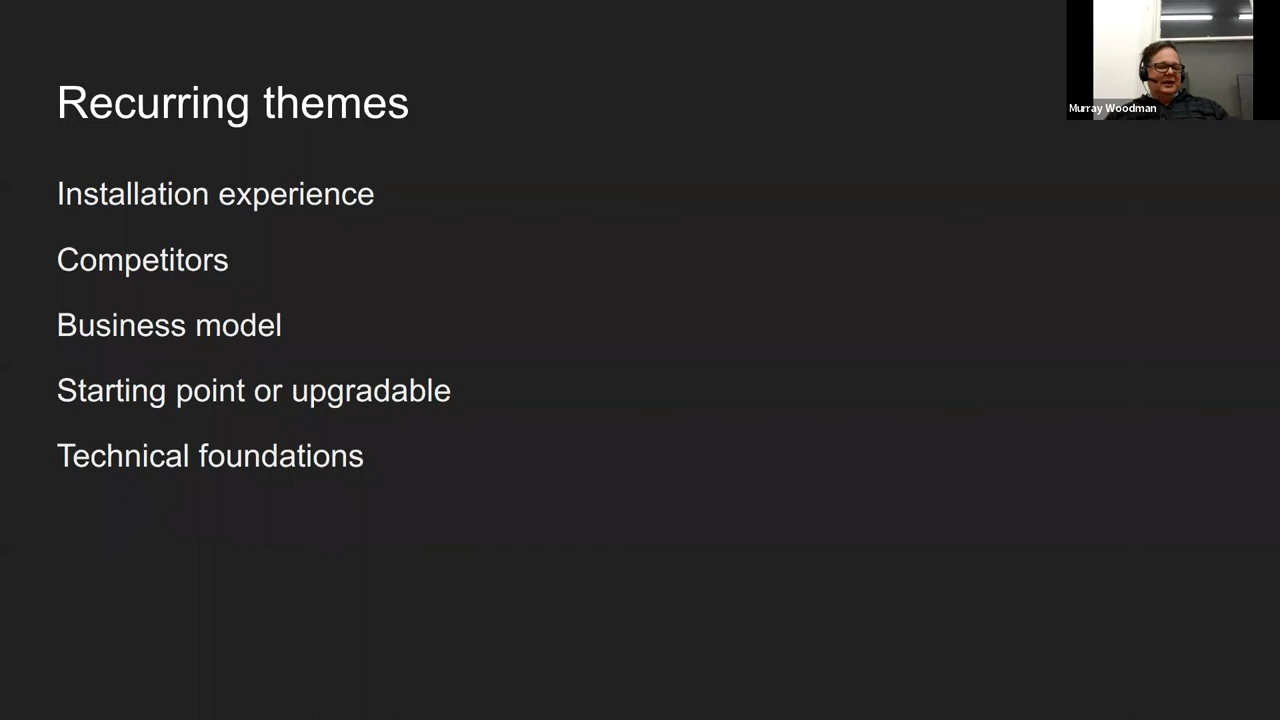 Recurring themes
Murray Woodman
Installation experience
Competitors
Business model
Starting point or upgradable
Technical foundations